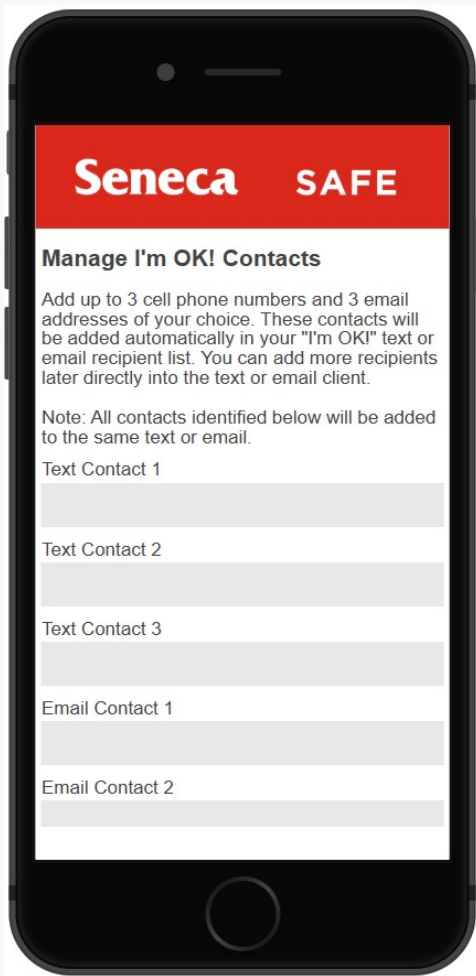 Seneca SAFE
Manage I'm OK! Contacts
Add up to 3 cell phone numbers and 3 email
addresses of your choice. These contacts will
be added automatically in your "I'm OK!" text or
email recipient list. You can add more recipients
later directly into the text or email client.
Note: All contacts identified below will be added
to the same text or email.
Text Contact 1
Text Contact 2
Text Contact 3
Email Contact 1
Email Contact 2